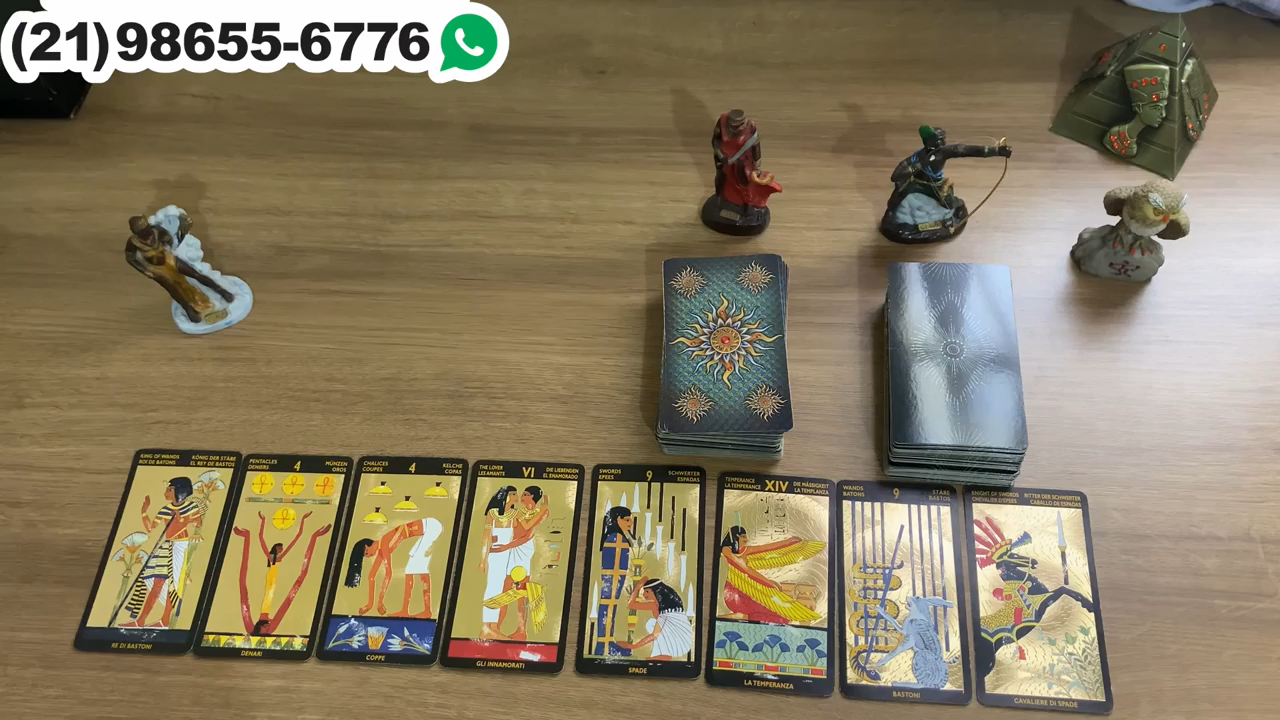 (21)98655-6776
KING OF WANDS KÖNIG DER STÄBE
ROI DE BATONS EL REY DE BASTOS
RE DI BASTONI
PENTACLES 4 MÜNZEN
DENIERS OROS
DENARI
CHALICES 4 KELCHE
COUPES COPAS
COPPE
THE LOVER VI DIE LIEBENDEN
LES AMANTE EL ENAMORADO
GLI INNAMORATI
SWORDS 9 SCHWERTER
EPEES ESPADAS
SPADE
TEMPERANCE XIV DIE MÄSSIGKEIT
LA TEMPERANCE LA TEMPLANZA
LA TEMPERANZA
WANDS 9 STÄBE
BATONS BASTOS
BASTONI
KNIGHT OF SWORDS RITTER DER SCHWERTER
CHEVALIER D'EPEES CABALLO DE ESPADAS
CAVALIERE DI SPADE